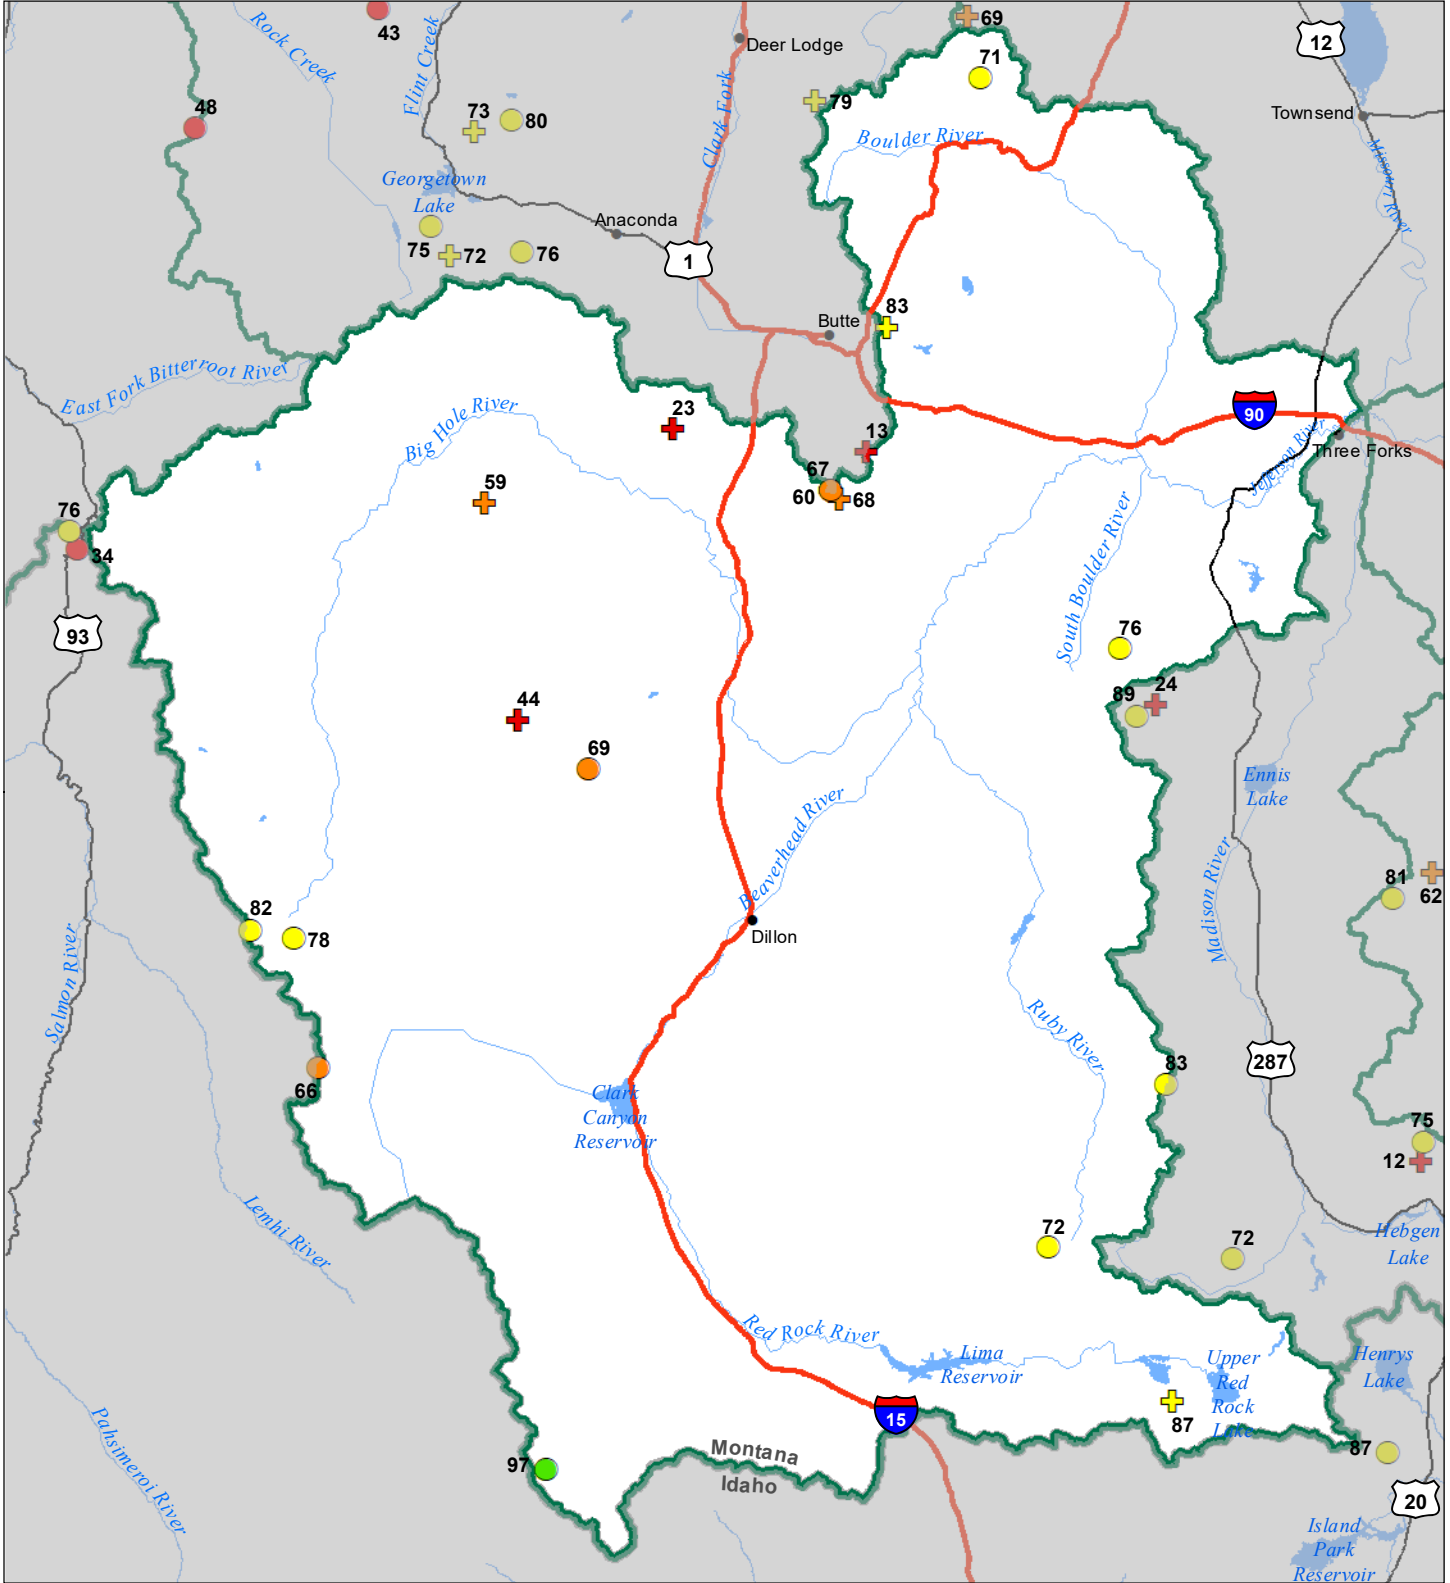 69
43
Rock Creek
Flint Creek
Deer Lodge
12
71
48
73
80
79
Townsend
Clark Fork
Boulder River
Missouri River
Georgetown
Lake
Anaconda
75
72
76
1
83
Butte
East Fork Bitterroot River
Big Hole River
23
90
13
Jefferson River
Three Forks
67
60
68
59
76
34
South Boulder River
93
76
44
89
24
69
Ennis
Lake
Beaverhead River
Madison River
81
62
82
78
Dillon
Salmon River
Ruby River
287
66
83
Clark
Canyon
Reservoir
75
12
Lemhi River
72
72
Hebgen
Lake
Red Rock River
Lima
Reservoir
Upper
Red
Rock
Lake
Henrys
Lake
15
87
87
Pahsimeroi River
Montana
Idaho
97
20
Island
Park
Reservoir